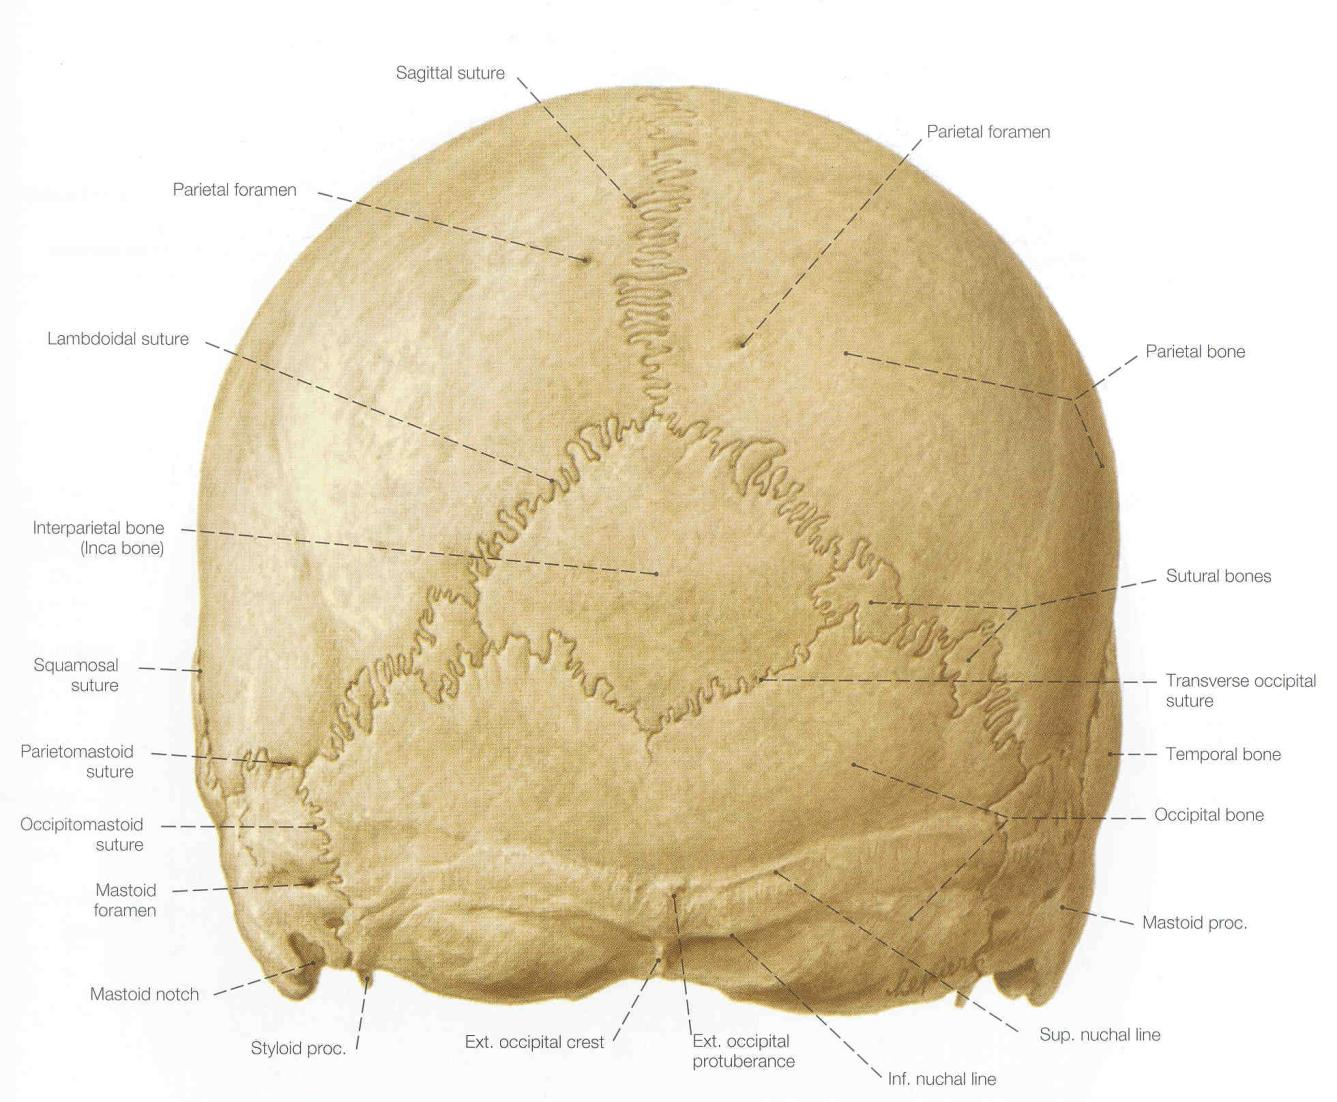 Sagittal suture
Parietal foramen
Parietal foramen
Lambdoidal suture
Parietal bone
Interparietal bone
(Inca bone)
Sutural bones
Squamosal
suture
Transverse occipital
suture
Parietomastoid
suture
Temporal bone
Occipitomastoid
suture
Occipital bone
Mastoid
foramen
Mastoid proc.
Mastoid notch
Styloid proc.
Ext. occipital crest
Ext. occipital
protuberance
Sup. nuchal line
Inf. nuchal line